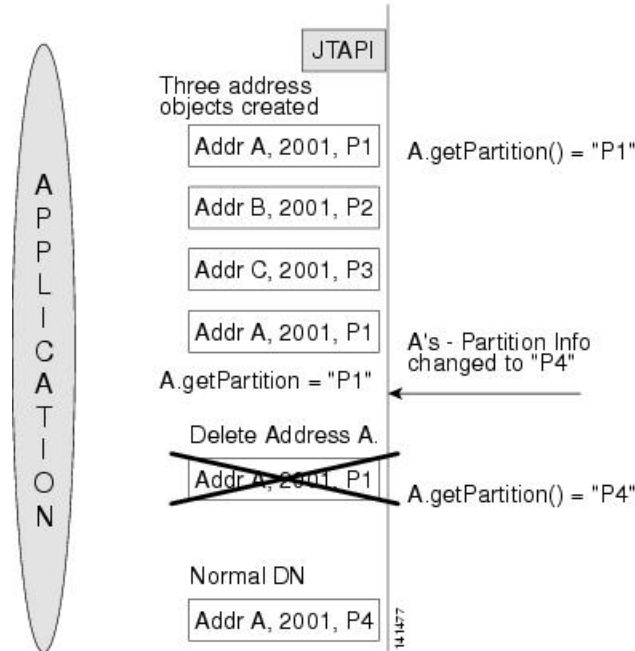 JTAPI
Three address
objects created
Addr A, 2001, P1
A.getPartition() = "P1"
Addr B, 2001, P2
Addr C, 2001, P3
Addr A, 2001, P1
A's - Partition Info
changed to "P4"
A.getPartition = "P1"
Delete Address A.
Addr A, 2001, P1
A.getPartition() = "P4"
Normal DN
Addr A, 2001, P4
141477
APPLICATION